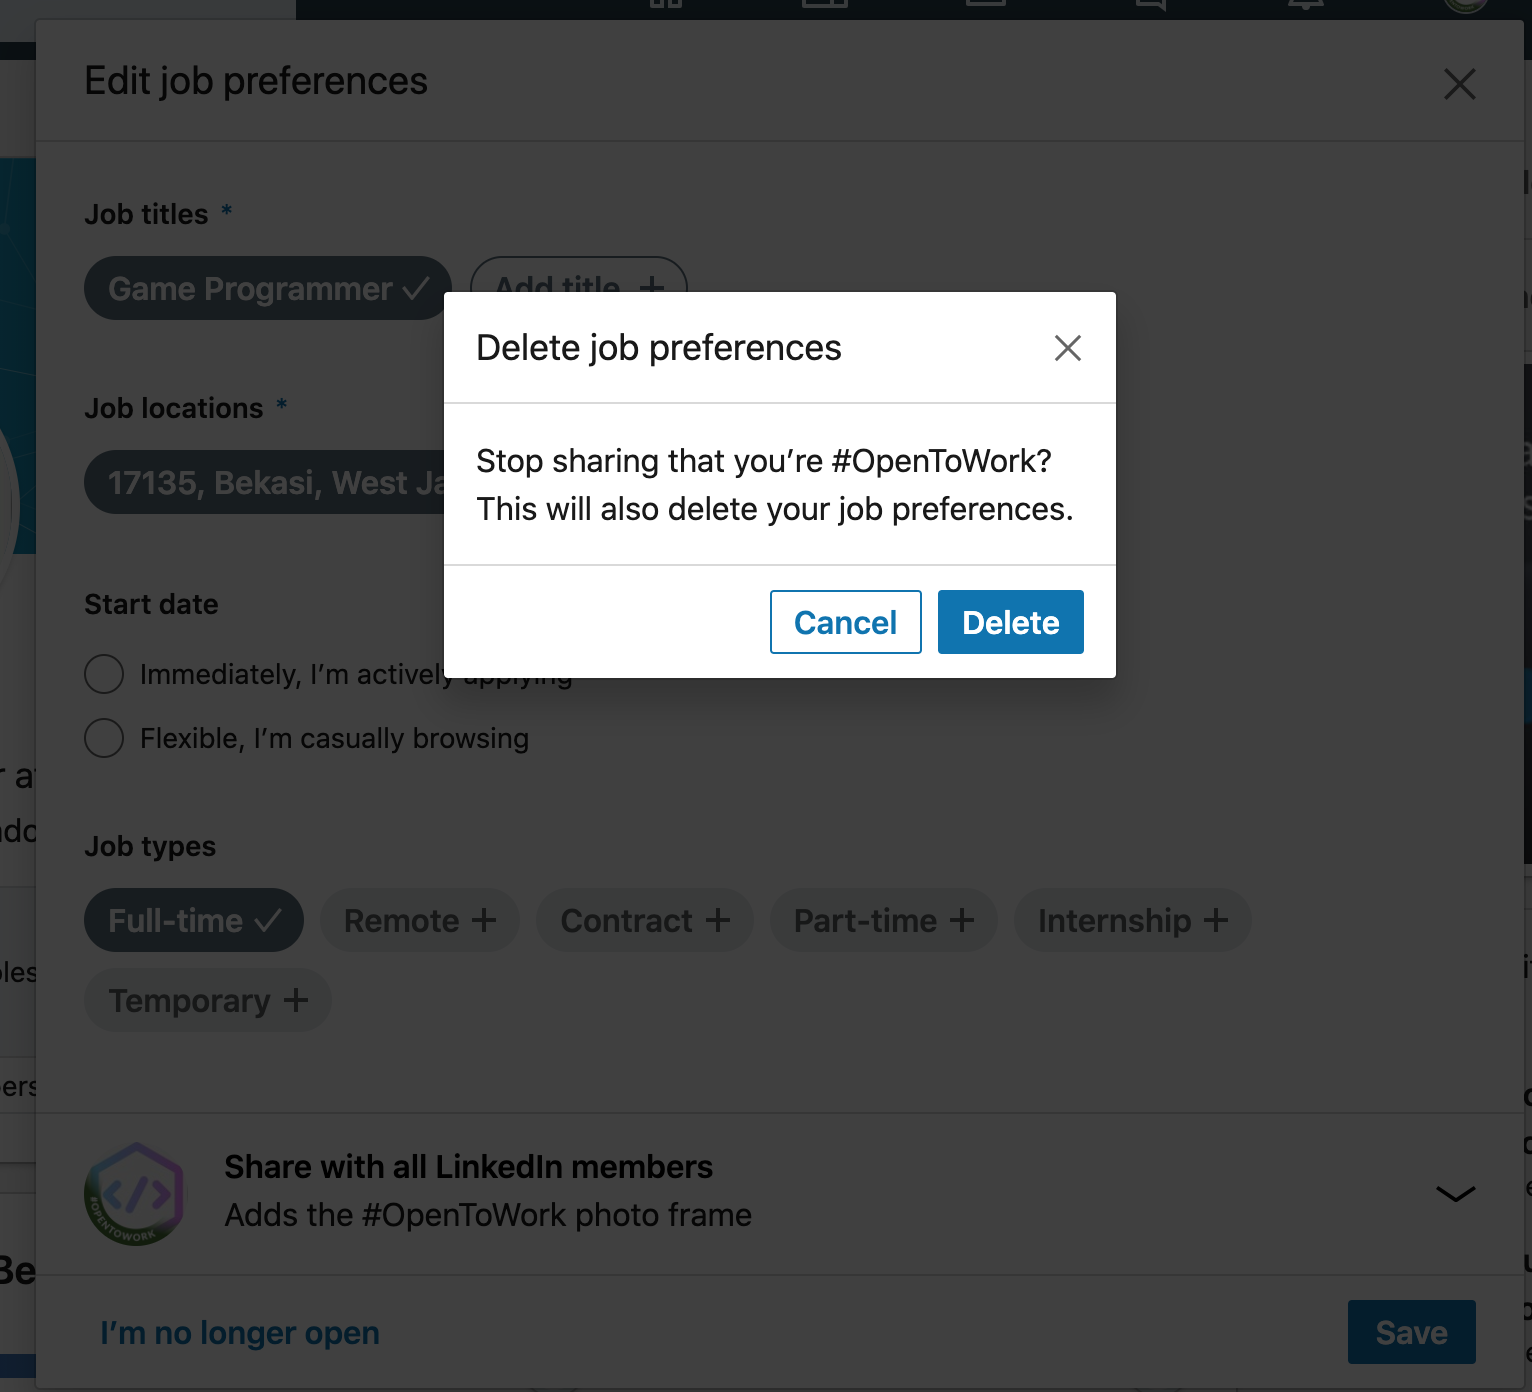 Edit job preferences
Job titles *
Game Programmer
Add title
Delete job preferences
Job locations *
17135, Bekasi, West Ja
Stop sharing that you’re #OpenToWork?
This will also delete your job preferences.
Cancel
Delete
Start date
Immediately, I’m actively applying
Flexible, I’m casually browsing
Job types
Full-time
Remote
Contract
Part-time
Internship
Temporary
Share with all LinkedIn members
Adds the #OpenToWork photo frame
#OPENTOWORK
Be
I’m no longer open
Save